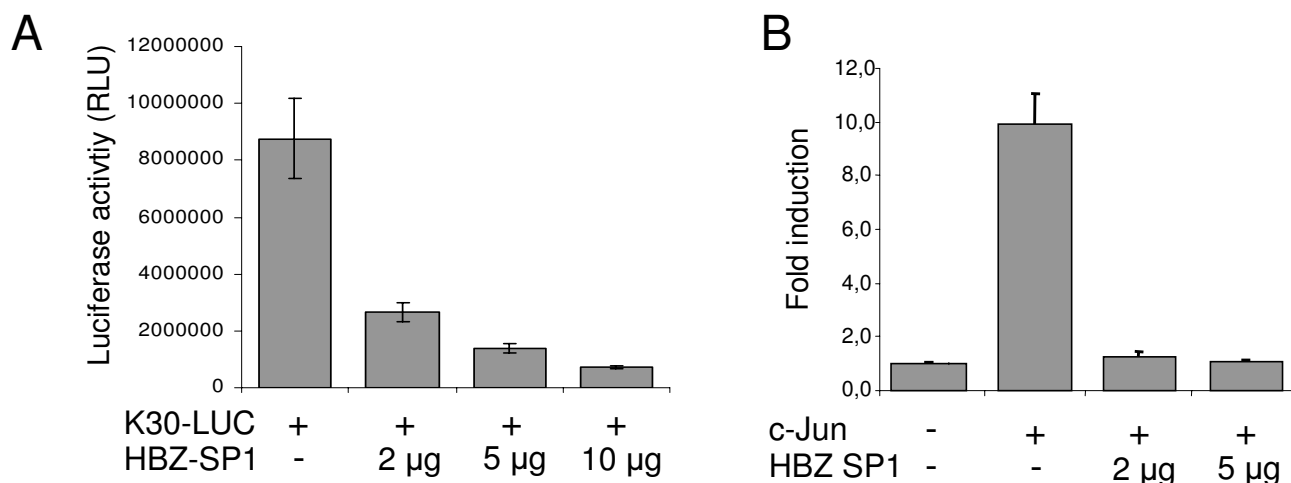 A
Luciferase activtiy (RLU)
12000000
10000000
8000000
6000000
4000000
2000000
0
K30-LUC + + + +
HBZ-SP1 - 2 µg 5 µg 10 µg
B
Fold induction
12,0
10,0
8,0
6,0
4,0
2,0
0,0
c-Jun - + + +
HBZ SP1 - - 2 µg 5 µg